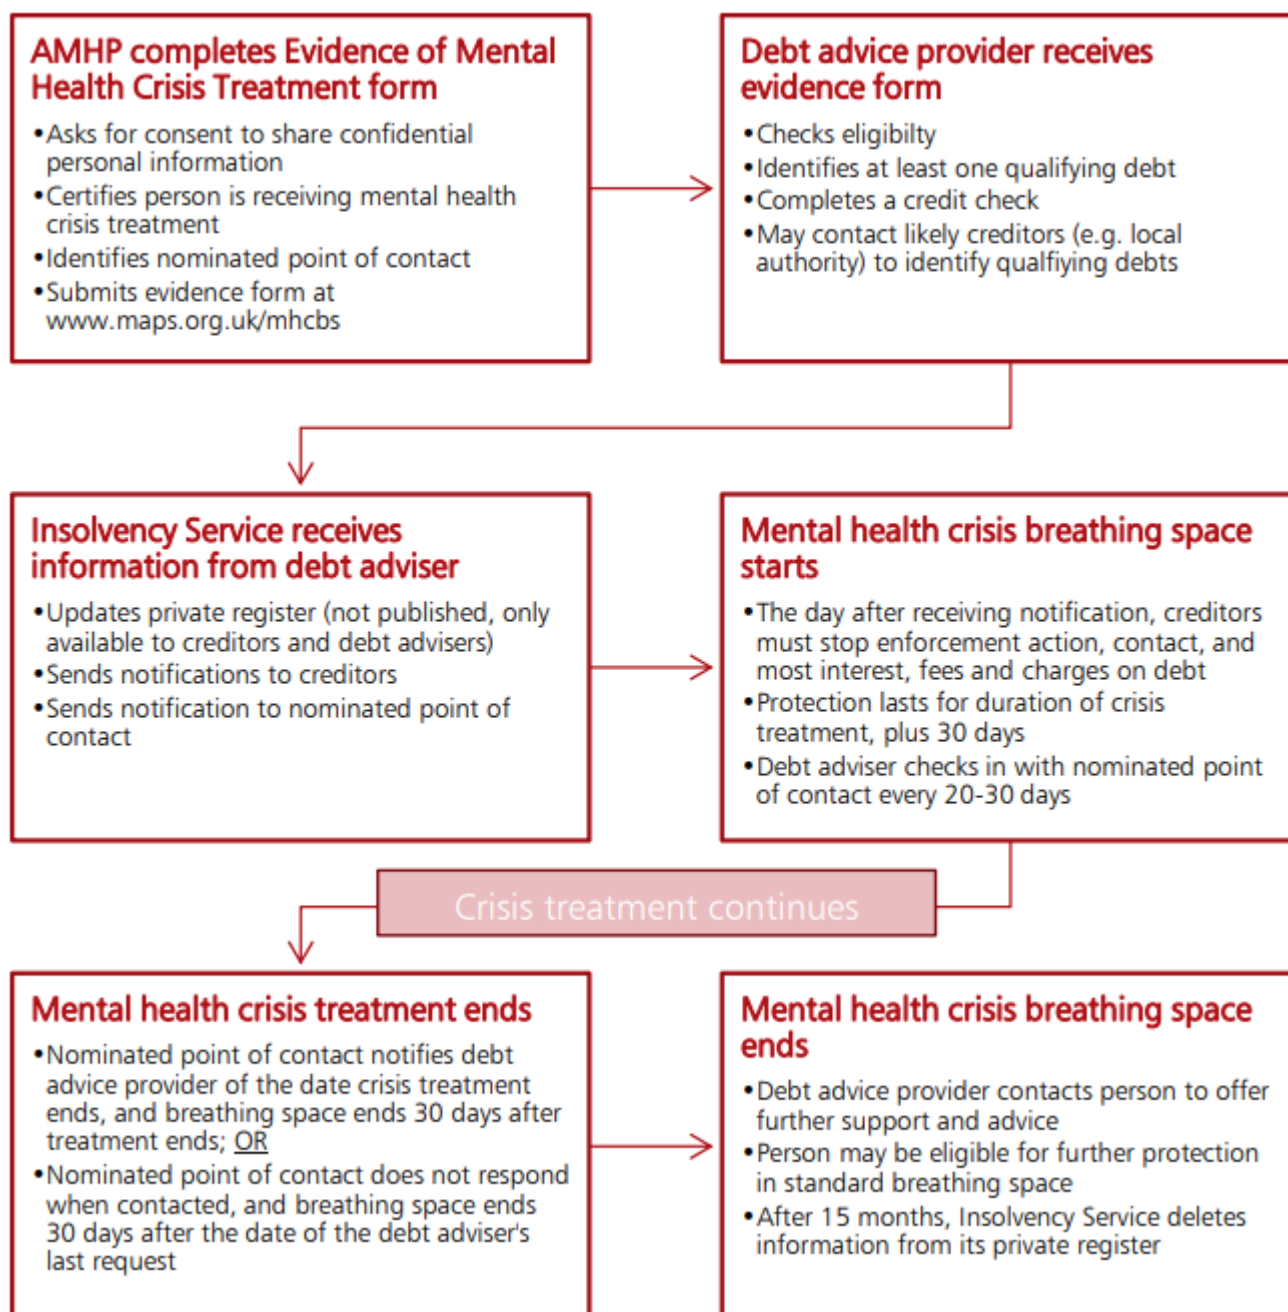 AMHP completes Evidence of Mental
Health Crisis Treatment form
•Asks for consent to share confidential
personal information
•Certifies person is receiving mental health
crisis treatment
•Identifies nominated point of contact
•Submits evidence form at
www.maps.org.uk/mhcbs
Debt advice provider receives
evidence form
•Checks eligibilty
•Identifies at least one qualifying debt
•Completes a credit check
•May contact likely creditors (e.g. local
authority) to identify qualfiying debts
Insolvency Service receives
information from debt adviser
•Updates private register (not published, only
available to creditors and debt advisers)
•Sends notifications to creditors
•Sends notification to nominated point of
contact
Mental health crisis breathing space
starts
•The day after receiving notification, creditors
must stop enforcement action, contact, and
most interest, fees and charges on debt
•Protection lasts for duration of crisis
treatment, plus 30 days
•Debt adviser checks in with nominated point
of contact every 20-30 days
Crisis treatment continues
Mental health crisis treatment ends
•Nominated point of contact notifies debt
advice provider of the date crisis treatment
ends, and breathing space ends 30 days after
treatment ends; OR
•Nominated point of contact does not respond
when contacted, and breathing space ends
30 days after the date of the debt adviser's
last request
Mental health crisis breathing space
ends
•Debt advice provider contacts person to offer
further support and advice
•Person may be eligible for further protection
in standard breathing space
•After 15 months, Insolvency Service deletes
information from its private register